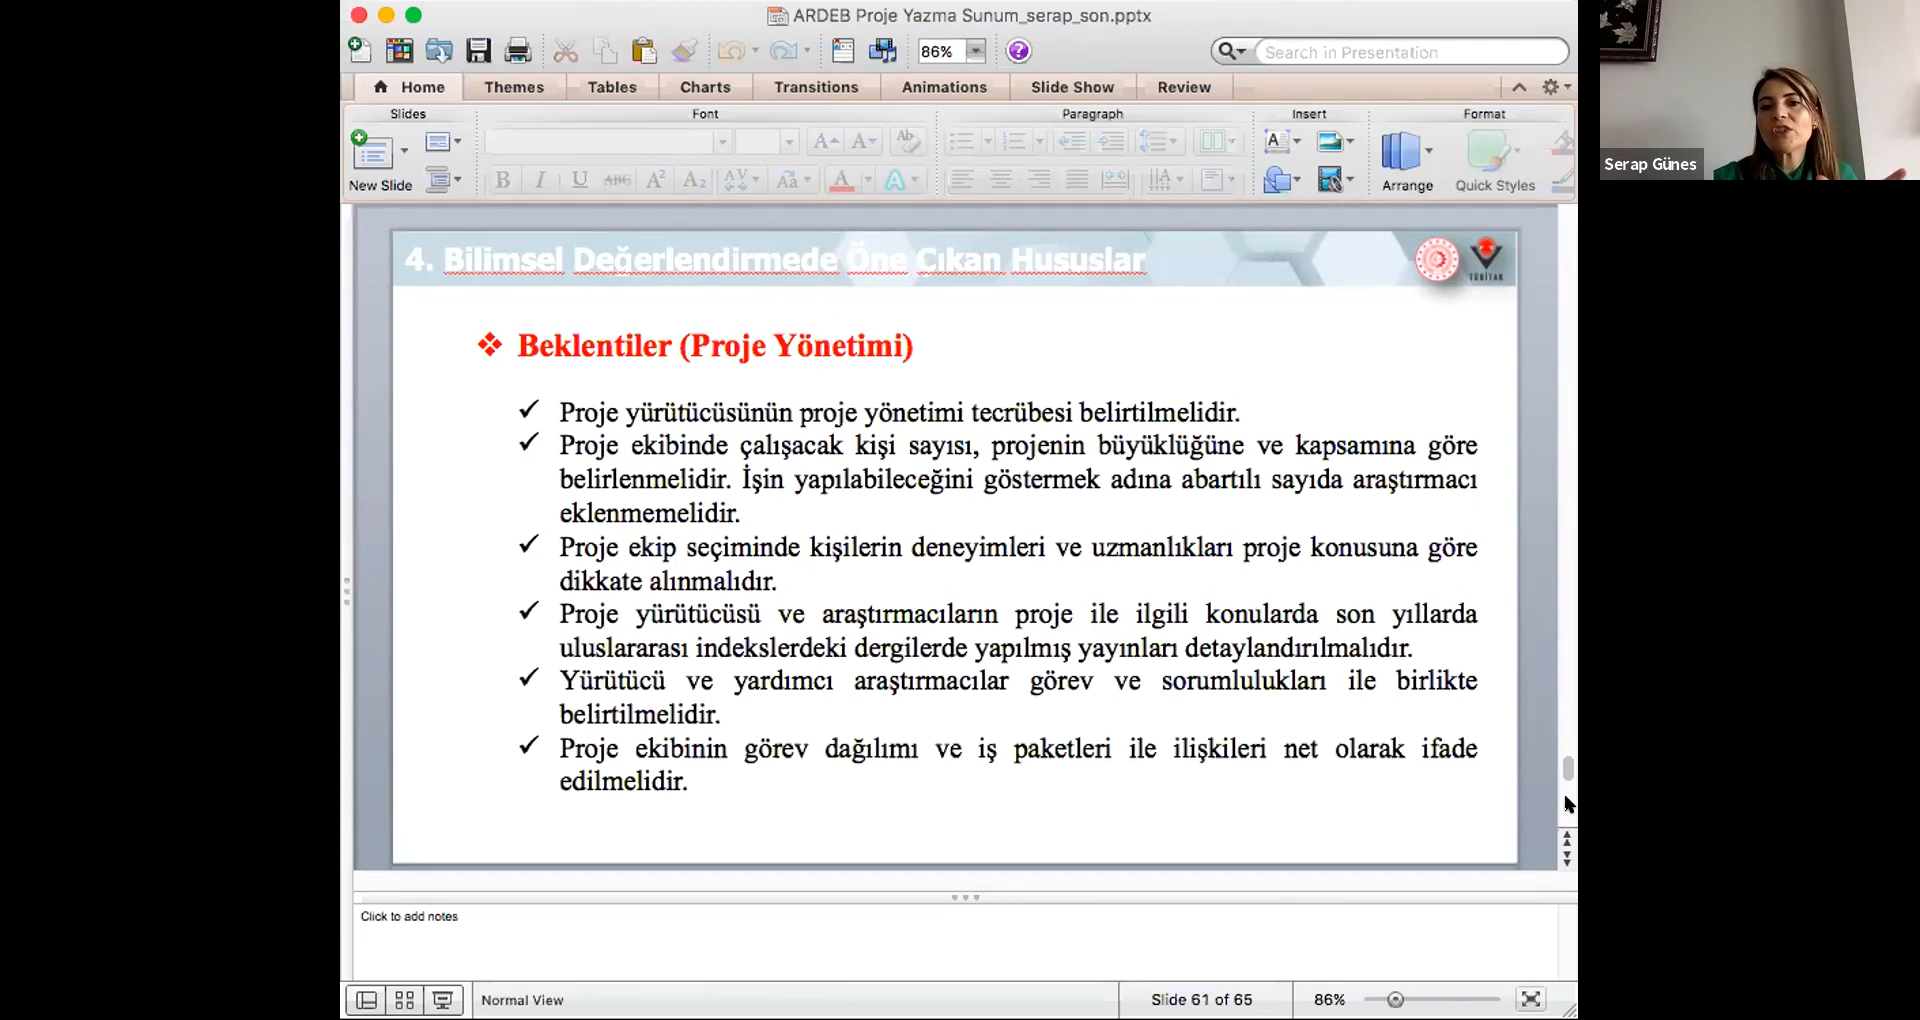 ARDEB Proje Yazma Sunum_serap_son.pptx
86%
Search in Presentation
Home Themes Tables Charts Transitions Animations Slide Show Review
Slides Font Paragraph Insert Format
New Slide Arrange Quick Styles
Serap Günes
4. Bilimsel Değerlendirmede Öne Çıkan Hususlar
TÜBİTAK
Beklentiler (Proje Yönetimi)
Proje yürütücüsünün proje yönetimi tecrübesi belirtilmelidir.
Proje ekibinde çalışacak kişi sayısı, projenin büyüklüğüne ve kapsamına göre
belirlenmelidir. İşin yapılabileceğini göstermek adına abartılı sayıda araştırmacı
eklenmemelidir.
Proje ekip seçiminde kişilerin deneyimleri ve uzmanlıkları proje konusuna göre
dikkate alınmalıdır.
Proje yürütücüsü ve araştırmacıların proje ile ilgili konularda son yıllarda
uluslararası indekslerdeki dergilerde yapılmış yayınları detaylandırılmalıdır.
Yürütücü ve yardımcı araştırmacılar görev ve sorumlulukları ile birlikte
belirtilmelidir.
Proje ekibinin görev dağılımı ve iş paketleri ile ilişkileri net olarak ifade
edilmelidir.
Click to add notes
Normal View
Slide 61 of 65
86%